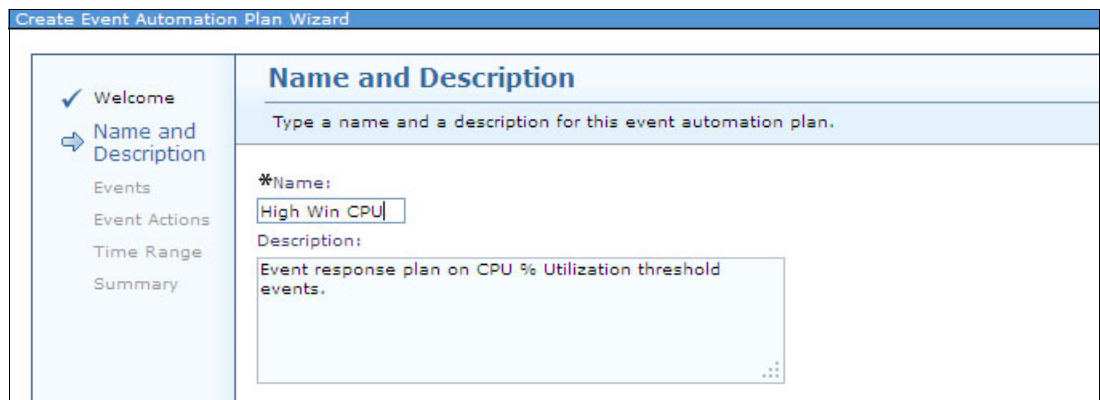 Create Event Automation Plan Wizard
Welcome
Name and
Description
Events
Event Actions
Time Range
Summary
Name and Description
Type a name and a description for this event automation plan.
*Name:
High Win CPU
Description:
Event response plan on CPU % Utilization threshold
events.